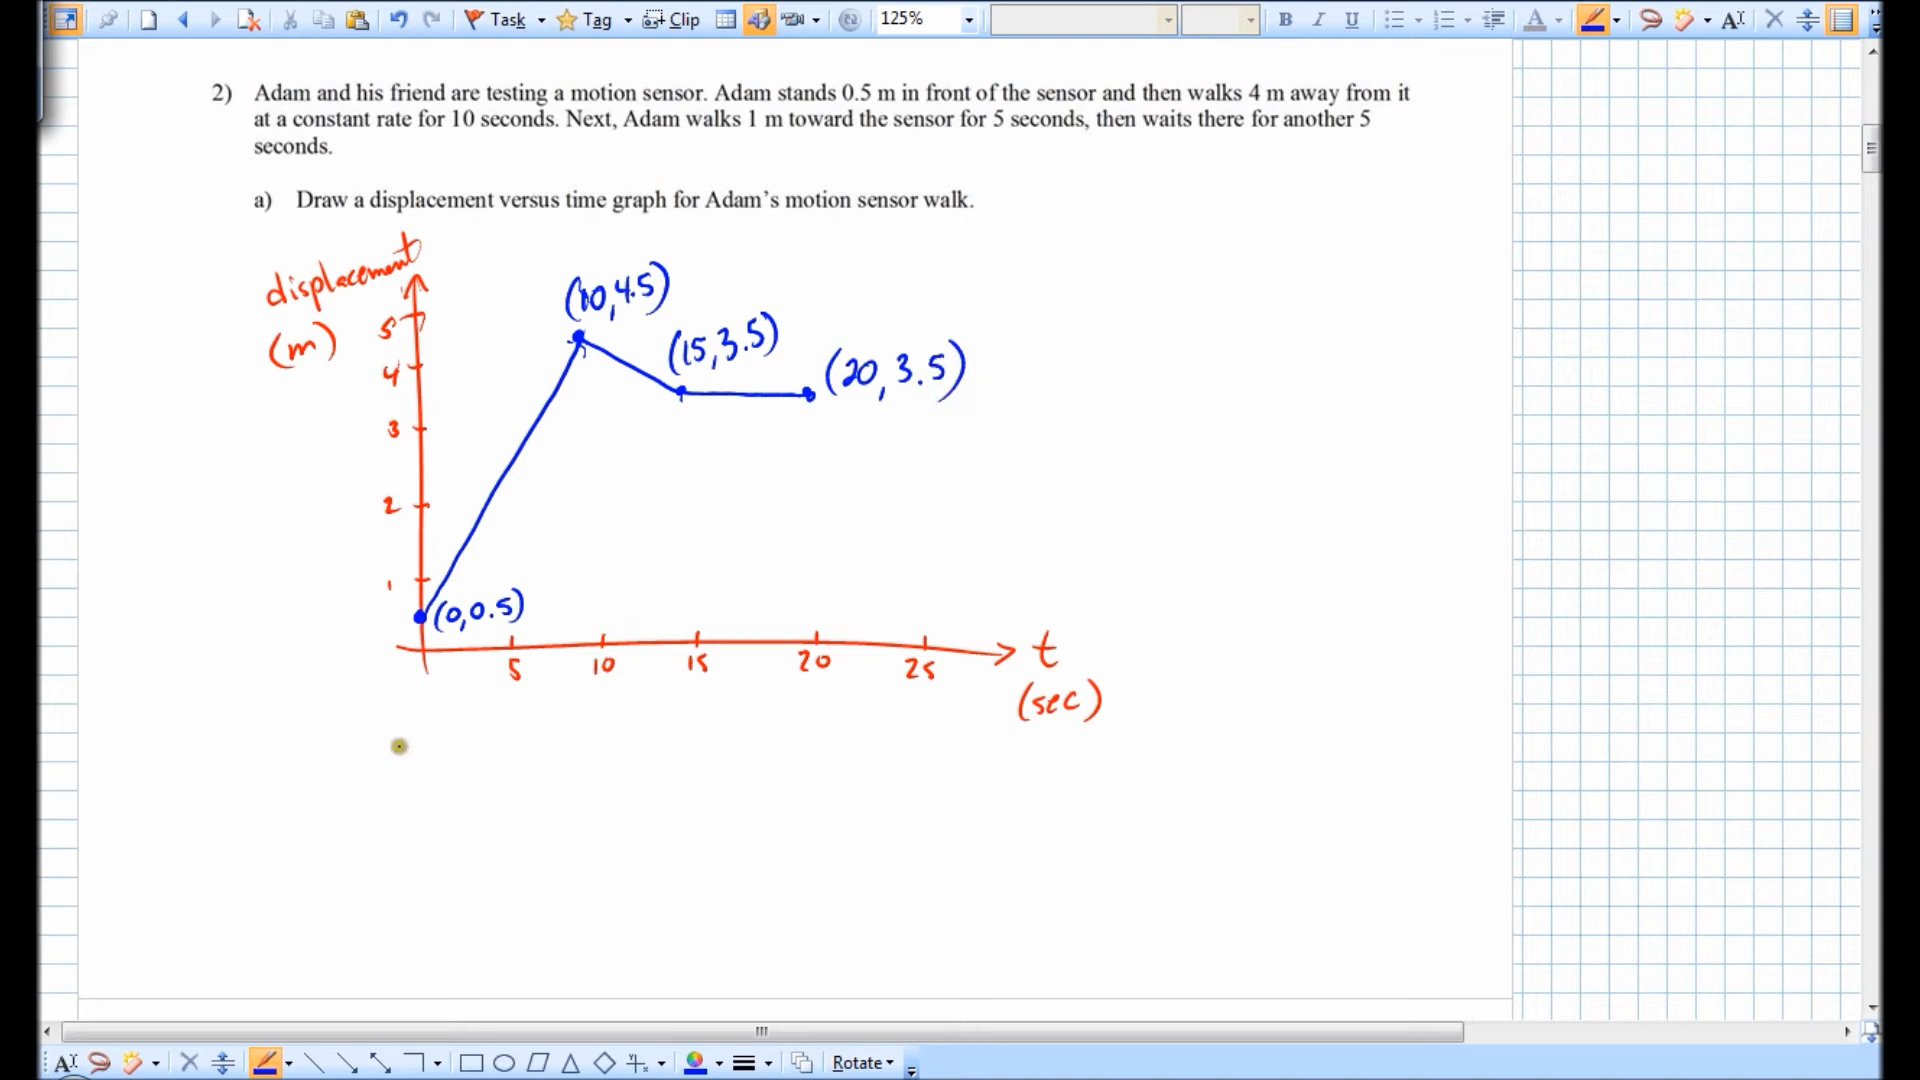 Task Tag Clip 125% B I U A A
2) Adam and his friend are testing a motion sensor. Adam stands 0.5 m in front of the sensor and then walks 4 m away from it
at a constant rate for 10 seconds. Next, Adam walks 1 m toward the sensor for 5 seconds, then waits there for another 5
seconds.
a) Draw a displacement versus time graph for Adam’s motion sensor walk.
displacement
(m)
(10,4.5)
5
(15,3.5)
4
(20, 3.5)
3
2
1
(0,0.5)
t
5 10 15 20 25
(sec)
A Rotate